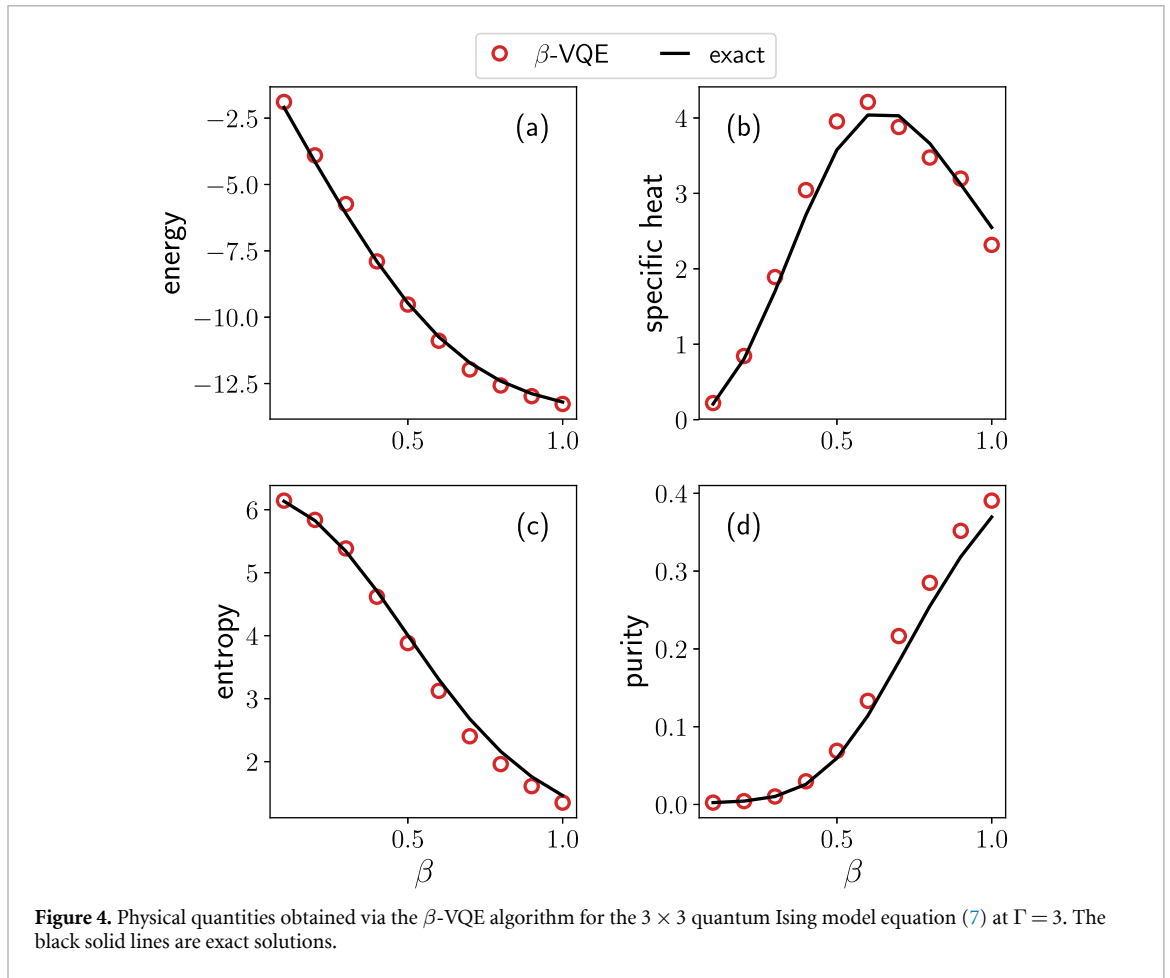 β-VQE exact
(a)
energy
−2.5
−5.0
−7.5
−10.0
−12.5
0.5 1.0
(b)
specific heat
4
3
2
1
0
0.5 1.0
(c)
entropy
6
5
4
3
2
0.5 1.0
β
(d)
purity
0.4
0.3
0.2
0.1
0.0
0.5 1.0
β
Figure 4. Physical quantities obtained via the β-VQE algorithm for the 3 × 3 quantum Ising model equation (7) at Γ = 3. The
black solid lines are exact solutions.